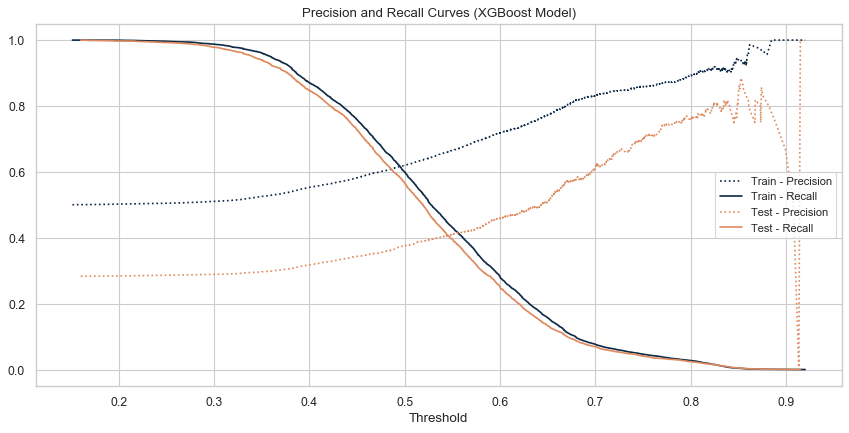 Precision and Recall Curves (XGBoost Model)
1.0
0.8
0.6
0.4
0.2
0.0
Train - Precision
Train - Recall
Test - Precision
Test - Recall
0.2 0.3 0.4 0.5 0.6 0.7 0.8 0.9
Threshold